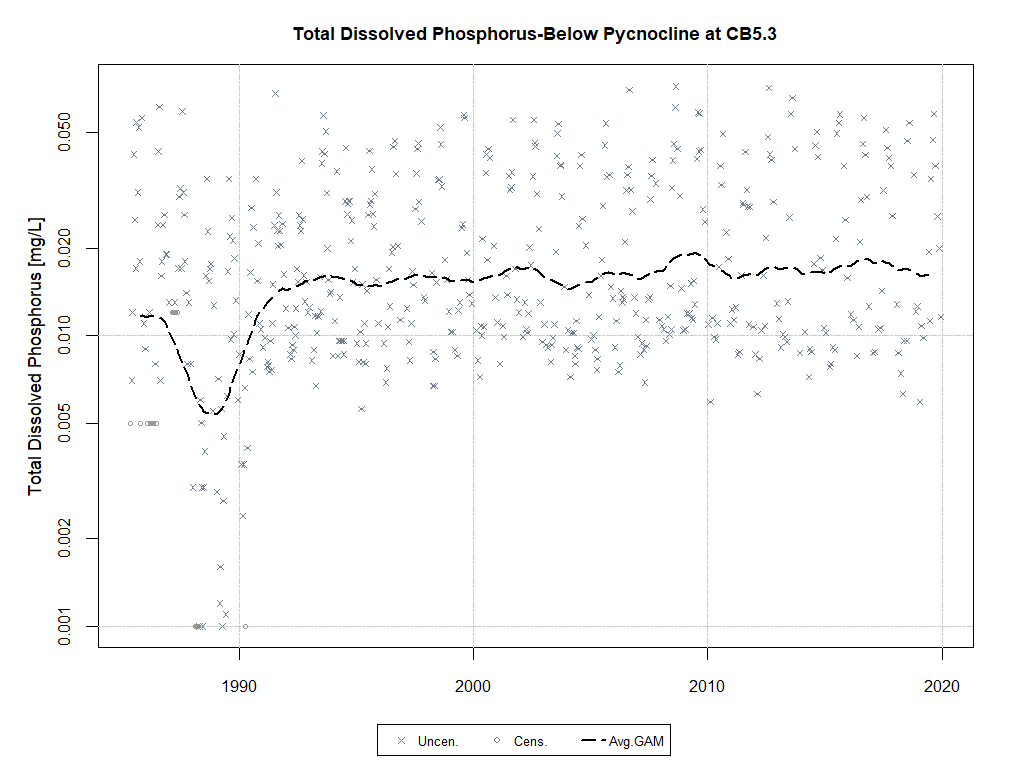 Total Dissolved Phosphorus-Below Pycnocline at CB5.3
Total Dissolved Phosphorus [mg/L]
0.050
0.020
0.010
0.005
0.002
0.001
1990 2000 2010 2020
Uncen. Cens. Avg.GAM